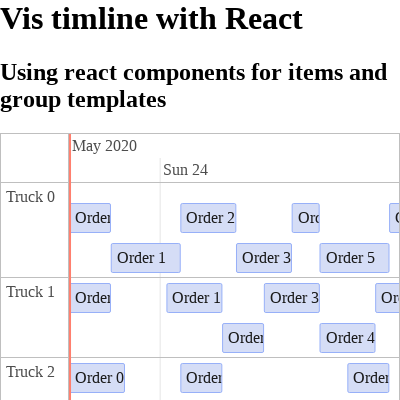 Vis timline with React
Using react components for items and
group templates
May 2020
Sun 24
Truck 0
Order
Order 2
Order 1
Order 3
Order 5
Truck 1
Order
Order 1
Order 3
Order
Order 4
Truck 2
Order 0
Order
Order